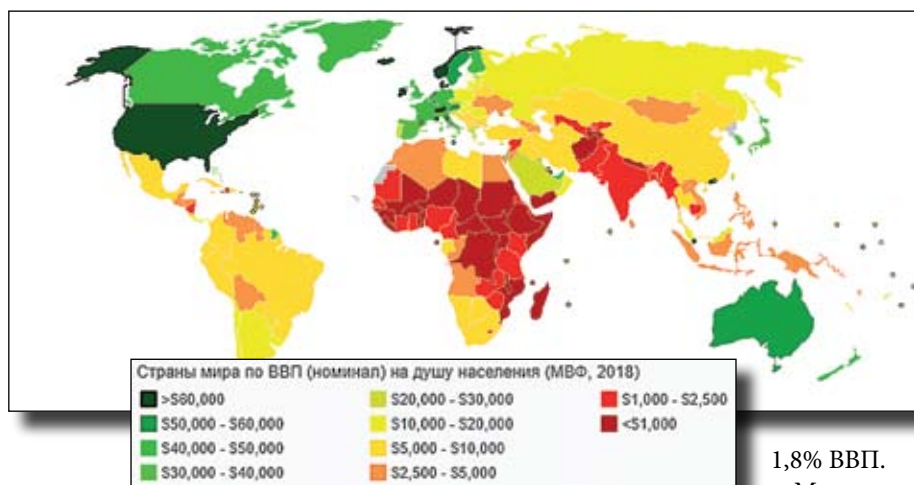 Страны мира по ВВП (номинал) на душу населения (МВФ, 2018)
>$60,000
$50,000 - $60,000
$40,000 - $50,000
$30,000 - $40,000
$20,000 - $30,000
$10,000 - $20,000
$5,000 - $10,000
$2,500 - $5,000
$1,000 - $2,500
<$1,000
1,8% ВВП.